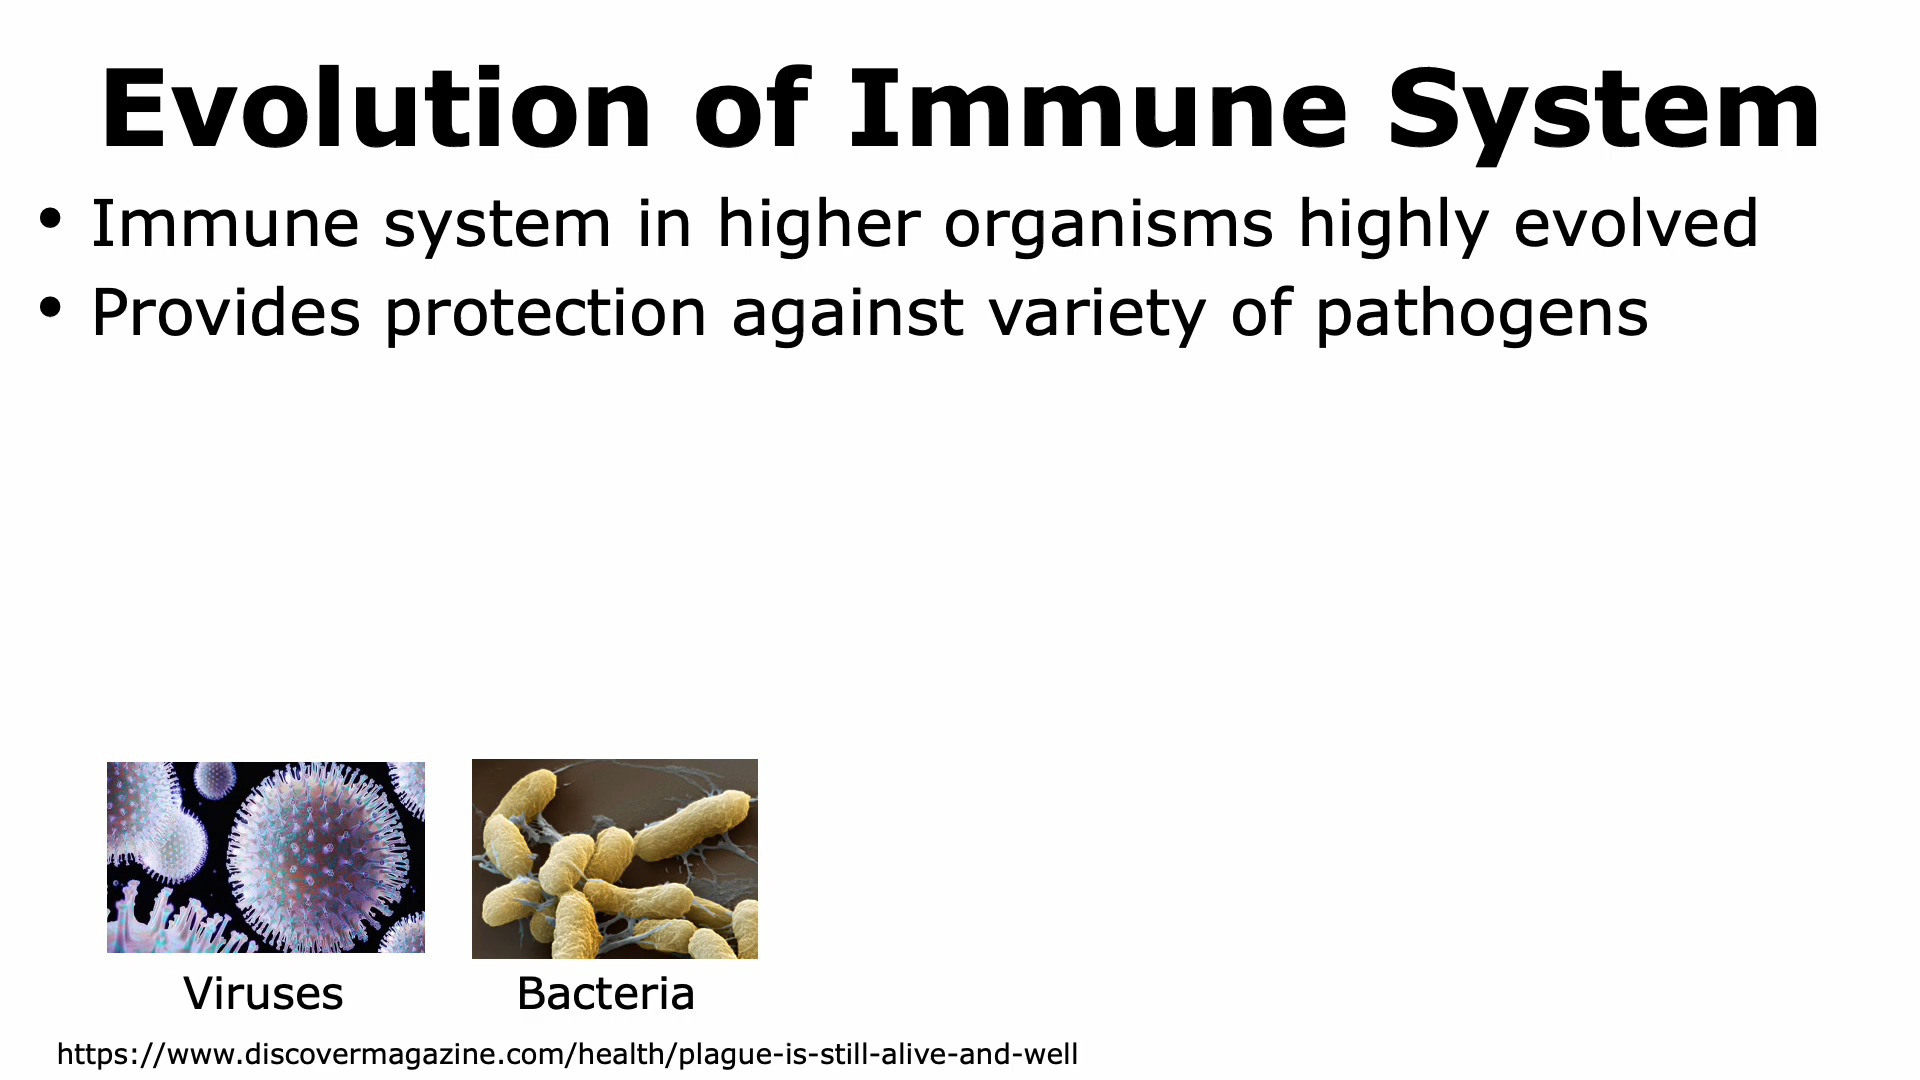 Evolution of Immune System
• Immune system in higher organisms highly evolved
• Provides protection against variety of pathogens
Viruses
Bacteria
https://www.discovermagazine.com/health/plague-is-still-alive-and-well